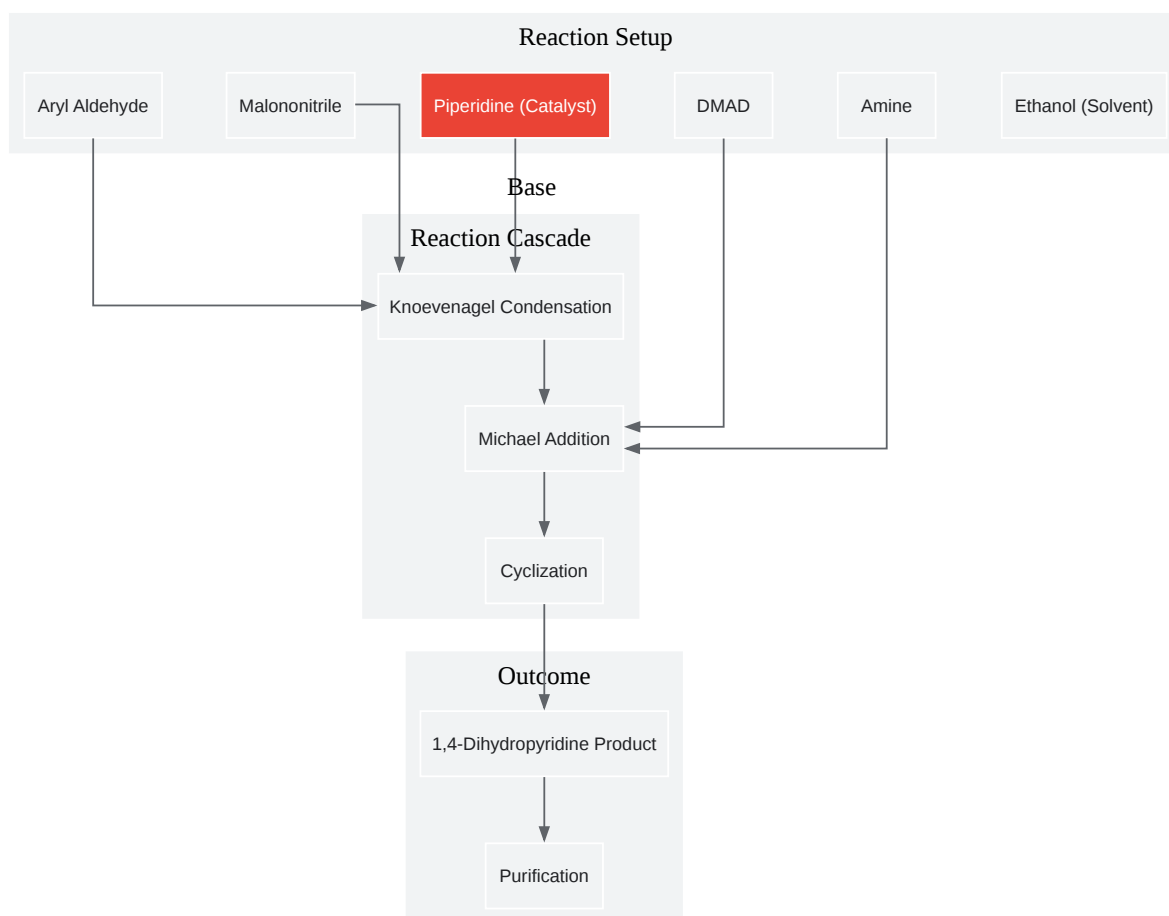 Reaction Setup
Aryl Aldehyde
Malononitrile
Piperidine (Catalyst)
DMAD
Amine
Ethanol (Solvent)
Base
Reaction Cascade
Knoevenagel Condensation
Michael Addition
Cyclization
Outcome
1,4-Dihydropyridine Product
Purification